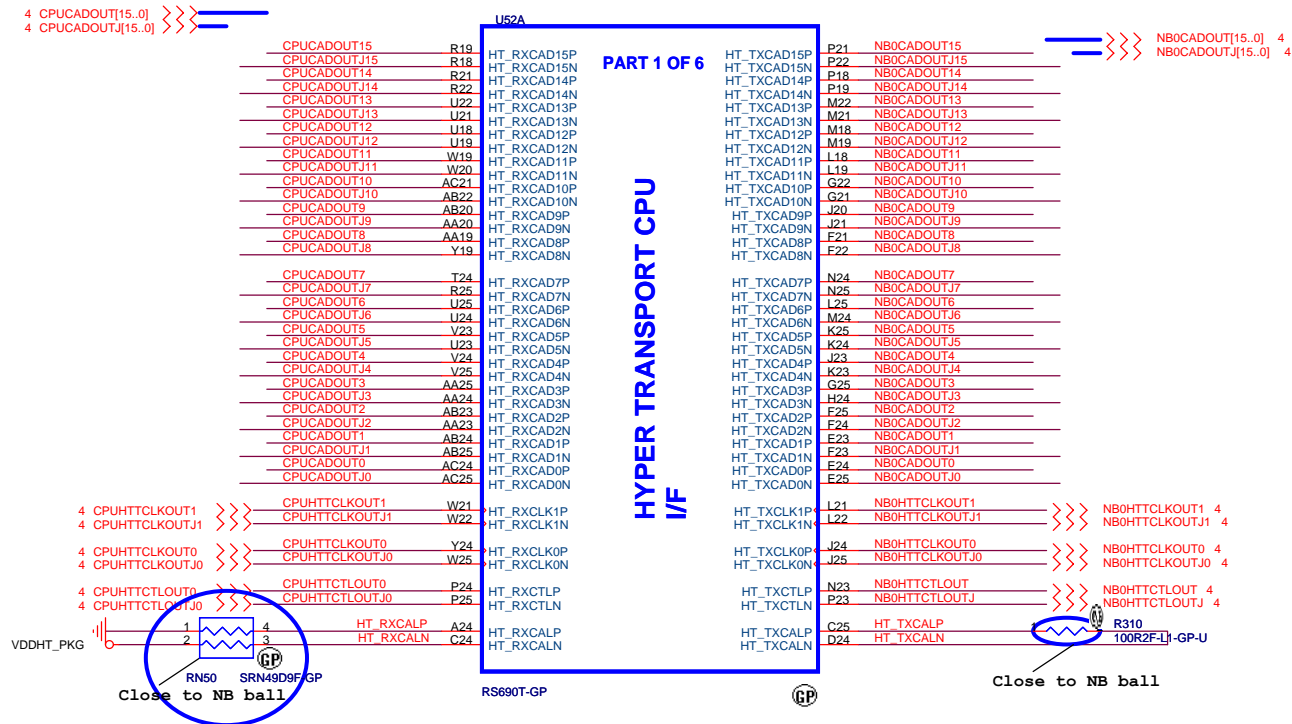 4 CPUCADOUT[15..0]
4 CPUCADOUTJ[15..0]
U52A
NB0CADOUT[15..0] 4
NB0CADOUTJ[15..0] 4
PART 1 OF 6
HYPER TRANSPORT CPU
I/F
CPUCADOUT15 R19 HT_RXCAD15P HT_TXCAD15P P21 NB0CADOUT15
CPUCADOUTJ15 R18 HT_RXCAD15N HT_TXCAD15N P22 NB0CADOUTJ15
CPUCADOUT14 R21 HT_RXCAD14P HT_TXCAD14P P18 NB0CADOUT14
CPUCADOUTJ14 R22 HT_RXCAD14N HT_TXCAD14N P19 NB0CADOUTJ14
CPUCADOUT13 U22 HT_RXCAD13P HT_TXCAD13P M22 NB0CADOUT13
CPUCADOUTJ13 U21 HT_RXCAD13N HT_TXCAD13N M21 NB0CADOUTJ13
CPUCADOUT12 U18 HT_RXCAD12P HT_TXCAD12P M18 NB0CADOUT12
CPUCADOUTJ12 U19 HT_RXCAD12N HT_TXCAD12N M19 NB0CADOUTJ12
CPUCADOUT11 W19 HT_RXCAD11P HT_TXCAD11P L18 NB0CADOUT11
CPUCADOUTJ11 W20 HT_RXCAD11N HT_TXCAD11N L19 NB0CADOUTJ11
CPUCADOUT10 AC21 HT_RXCAD10P HT_TXCAD10P G22 NB0CADOUT10
CPUCADOUTJ10 AB22 HT_RXCAD10N HT_TXCAD10N G21 NB0CADOUTJ10
CPUCADOUT9 AB20 HT_RXCAD9P HT_TXCAD9P J20 NB0CADOUT9
CPUCADOUTJ9 AA20 HT_RXCAD9N HT_TXCAD9N J21 NB0CADOUTJ9
CPUCADOUT8 AA19 HT_RXCAD8P HT_TXCAD8P F21 NB0CADOUT8
CPUCADOUTJ8 Y19 HT_RXCAD8N HT_TXCAD8N F22 NB0CADOUTJ8
CPUCADOUT7 T24 HT_RXCAD7P HT_TXCAD7P N24 NB0CADOUT7
CPUCADOUTJ7 R25 HT_RXCAD7N HT_TXCAD7N N25 NB0CADOUTJ7
CPUCADOUT6 U25 HT_RXCAD6P HT_TXCAD6P L25 NB0CADOUT6
CPUCADOUTJ6 U24 HT_RXCAD6N HT_TXCAD6N M24 NB0CADOUTJ6
CPUCADOUT5 V23 HT_RXCAD5P HT_TXCAD5P K25 NB0CADOUT5
CPUCADOUTJ5 U23 HT_RXCAD5N HT_TXCAD5N K24 NB0CADOUTJ5
CPUCADOUT4 V24 HT_RXCAD4P HT_TXCAD4P J23 NB0CADOUT4
CPUCADOUTJ4 V25 HT_RXCAD4N HT_TXCAD4N K23 NB0CADOUTJ4
CPUCADOUT3 AA25 HT_RXCAD3P HT_TXCAD3P G25 NB0CADOUT3
CPUCADOUTJ3 AA24 HT_RXCAD3N HT_TXCAD3N H24 NB0CADOUTJ3
CPUCADOUT2 AB23 HT_RXCAD2P HT_TXCAD2P F25 NB0CADOUT2
CPUCADOUTJ2 AA23 HT_RXCAD2N HT_TXCAD2N F24 NB0CADOUTJ2
CPUCADOUT1 AB24 HT_RXCAD1P HT_TXCAD1P E23 NB0CADOUT1
CPUCADOUTJ1 AB25 HT_RXCAD1N HT_TXCAD1N F23 NB0CADOUTJ1
CPUCADOUT0 AC24 HT_RXCAD0P HT_TXCAD0P E24 NB0CADOUT0
CPUCADOUTJ0 AC25 HT_RXCAD0N HT_TXCAD0N E25 NB0CADOUTJ0
4 CPUHTTCLKOUT1 CPUHTTCLKOUT1 W21 HT_RXCLK1P HT_TXCLK1P L21 NB0HTTCLKOUT1 NB0HTTCLKOUT1 4
4 CPUHTTCLKOUTJ1 CPUHTTCLKOUTJ1 W22 HT_RXCLK1N HT_TXCLK1N L22 NB0HTTCLKOUTJ1 NB0HTTCLKOUTJ1 4
4 CPUHTTCLKOUT0 CPUHTTCLKOUT0 Y24 HT_RXCLK0P HT_TXCLK0P J24 NB0HTTCLKOUT0 NB0HTTCLKOUT0 4
4 CPUHTTCLKOUTJ0 CPUHTTCLKOUTJ0 W25 HT_RXCLK0N HT_TXCLK0N J25 NB0HTTCLKOUTJ0 NB0HTTCLKOUTJ0 4
4 CPUHTTCTLOUT0 CPUHTTCTLOUT0 P24 HT_RXCTLP HT_TXCTLP N23 NB0HTTCTLOUT NB0HTTCTLOUT 4
4 CPUHTTCTLOUTJ0 CPUHTTCTLOUTJ0 P25 HT_RXCTLN HT_TXCTLN P23 NB0HTTCTLOUTJ NB0HTTCTLOUTJ 4
1 4 HT_RXCALP A24 HT_RXCALP HT_TXCALP C25 HT_TXCALP 1 R310
VDDHT_PKG 2 3 HT_RXCALN C24 HT_RXCALN HT_TXCALN D24 HT_TXCALN 100R2F-L1-GP-U
GP
RN50 SRN49D9F-GP
Close to NB ball
Close to NB ball
RS690T-GP
GP